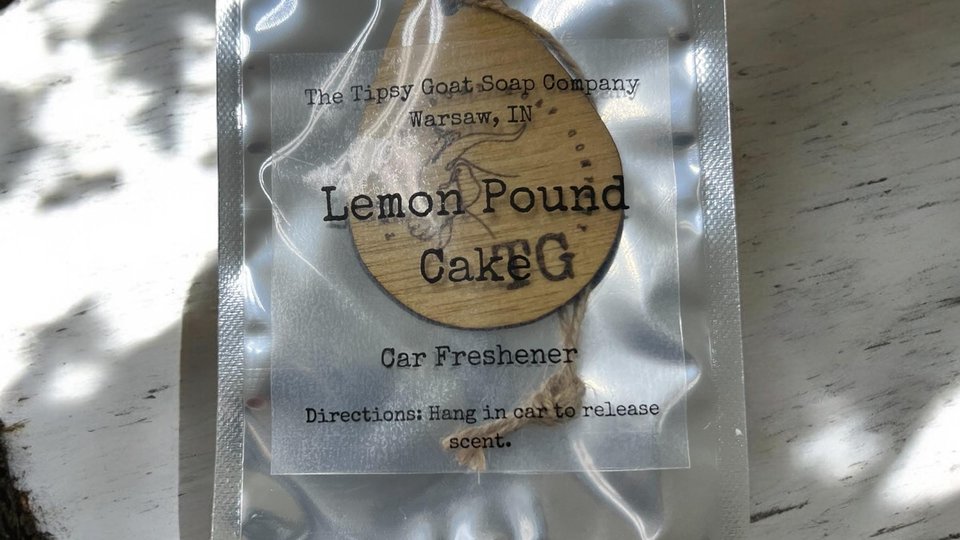 The Tipsy Goat Soap Company
Warsaw, IN
Lemon Pound
Cake
TG
Car Freshener
Directions: Hang in car to release
scent.